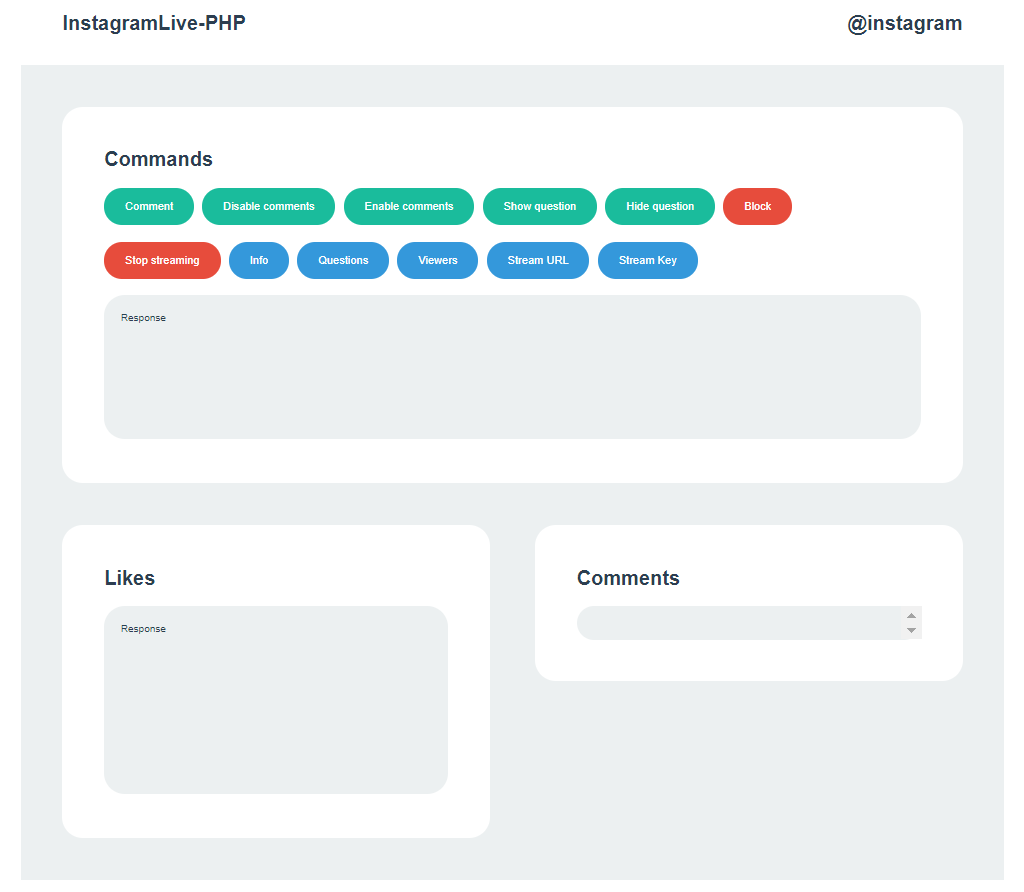 InstagramLive-PHP
@instagram
Commands
Comment Disable comments Enable comments Show question Hide question Block
Stop streaming Info Questions Viewers Stream URL Stream Key
Response
Likes
Response
Comments